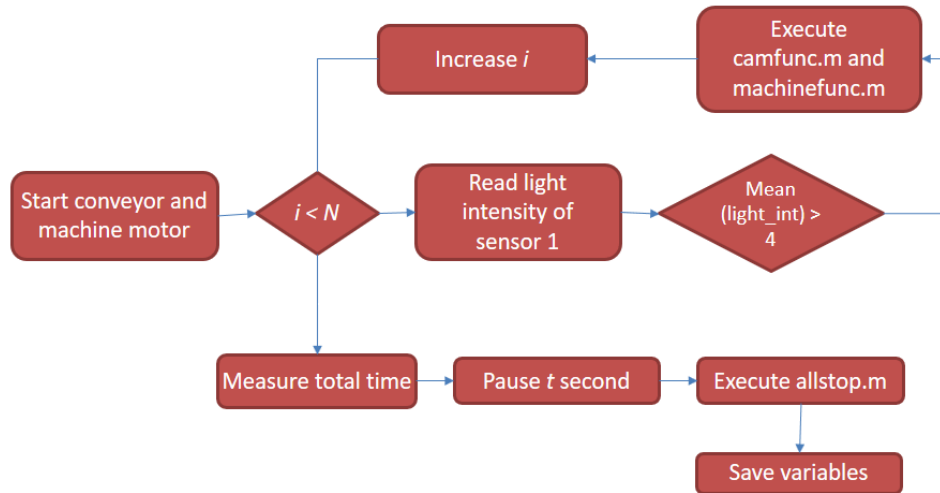 Increase i
Execute
camfunc.m and
machinefunc.m
Start conveyor and
machine motor
i < N
Read light
intensity of
sensor 1
Mean
(light_int) >
4
Measure total time
Pause t second
Execute allstop.m
Save variables